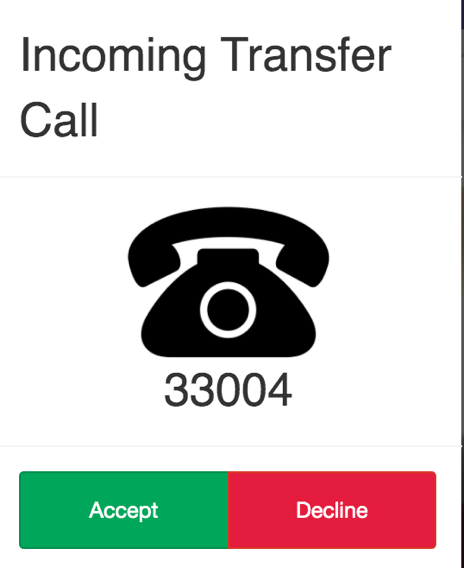 Incoming Transfer
Call
33004
Accept
Decline